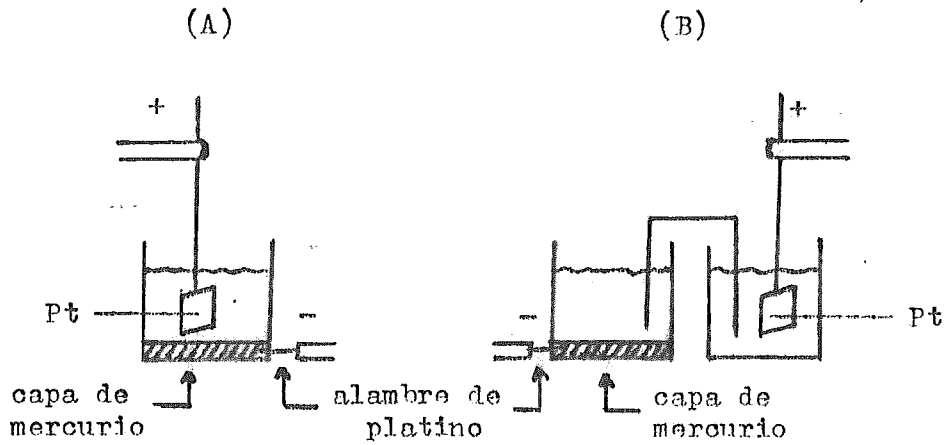 (A) (B)
+ +
Pt - - Pt
capa de alambre de capa de
mercurio platino mercurio